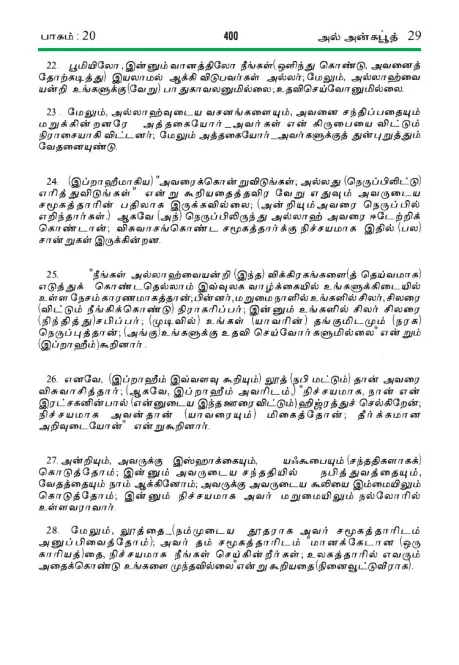 பாகம் : 20 400 அல் அன்கபூத் 29
22. பூமியிலோ, இன்னும் வானத்திலோ நீங்கள்(ஒளிந்து கொண்டு, அவனைத்
தோற்கடித்து) இயலாமல் ஆக்கி விடுபவர்கள் அல்லர்; மேலும், அல்லாஹ்வை
யன்றி உங்களுக்கு(வேறு) பாதுகாவலனுமில்லை; உதவிசெய்வோனுமில்லை.
23. மேலும், அல்லாஹ்வுடைய வசனங்களையும், அவனை சந்திப்பதையும்
மறுக்கின்றனரே அத்தகையோர்_அவர்கள் என் கிருபையை விட்டும்
நிராசையாகி விட்டனர்; மேலும் அத்தகையோர்_அவர்களுக்குத் துன்புறுத்தும்
வேதனையுண்டு.
24. (இப்றாஹீமாகிய) "அவரைக்கொன்றுவிடுங்கள்; அல்லது (நெருப்பிலிட்டு)
எரித்துவிடுங்கள்" என்று கூறியதைத்தவிர வேறு எதுவும் அவருடைய
சமூகத்தாரின் பதிலாக இருக்கவில்லை; (அன்றியும்அவரை நெருப்பில்
எறிந்தார்கள்.) ஆகவே (அந்) நெருப்பிலிருந்து அல்லாஹ் அவரை ஈடேற்றிக்
கொண்டான்; விசுவாசங்கொண்ட சமூகத்தார்க்கு நிச்சயமாக இதில் (பல)
சான்றுகள் இருக்கின்றன.
25. "நீங்கள் அல்லாஹ்வையன்றி (இந்த) விக்கிரகங்களை(த் தெய்வமாக)
எடுத்துக் கொண்டதெல்லாம் இவ்வுலக வாழ்க்கையில் உங்களுக்கிடையில்
உள்ள நேசம்காரணமாகத்தான்;பின்னர்,மறுமைநாளில் உங்களில்சிலர்,சிலரை
(விட்டும் நீங்கிக்கொண்டு) நிராகரிப்பர்; இன்னும் உங்களில் சிலர் சிலரை
(நிந்தித்து)சபிப்பர்; (முடிவில்) உங்கள் (யாவரின்) தங்குமிடமும் (நரக)
நெருப்புத்தான்;(அங்கு)உங்களுக்கு உதவி செய்வோர்களுமில்லை"என்றும்
(இப்றாஹீம்)கூறினார்.
26. எனவே, (இப்றாஹீம் இவ்வளவு கூறியும்) லூத் (நபி மட்டும்) தான் அவரை
விசுவாசித்தார்; (ஆகவே, இப்றாஹீம் அவரிடம்,) "நிச்சயமாக, நான் என்
இரட்சகனின்பால் (என்னுடைய இந்தஊரைவிட்டும்)ஹிஜ்ரத்துச் செல்கிறேன்;
நிச்சயமாக அவன்தான் (யாவரையும்) மிகைத்தோன்; தீர்க்கமான
அறிவுடையோன்" என்று கூறினார்.
27. அன்றியும், அவருக்கு இஸ்ஹாக்கையும், யஃகூபையும் (சந்ததிகளாகக்)
கொடுத்தோம்; இன்னும் அவருடைய சந்ததியில் நபித்துவத்தையும்,
வேதத்தையும் நாம் ஆக்கினோம்; அவருக்கு அவருடைய கூலியை இம்மையிலும்
கொடுத்தோம்; இன்னும் நிச்சயமாக அவர் மறுமையிலும் நல்லோரில்
உள்ளவராவார்.
28. மேலும், லூத்தை_(நம்முடைய தூதராக அவர் சமூகத்தாரிடம்
அனுப்பிவைத்தோம்); அவர் தம் சமூகத்தாரிடம் "மானக்கேடான (ஒரு
காரியத்)தை, நிச்சயமாக நீங்கள் செய்கின்றீர்கள்; உலகத்தாரில் எவரும்
அதைக்கொண்டு உங்களை முந்தவில்லை"என்று கூறியதை(நினைவூட்டுவீராக).